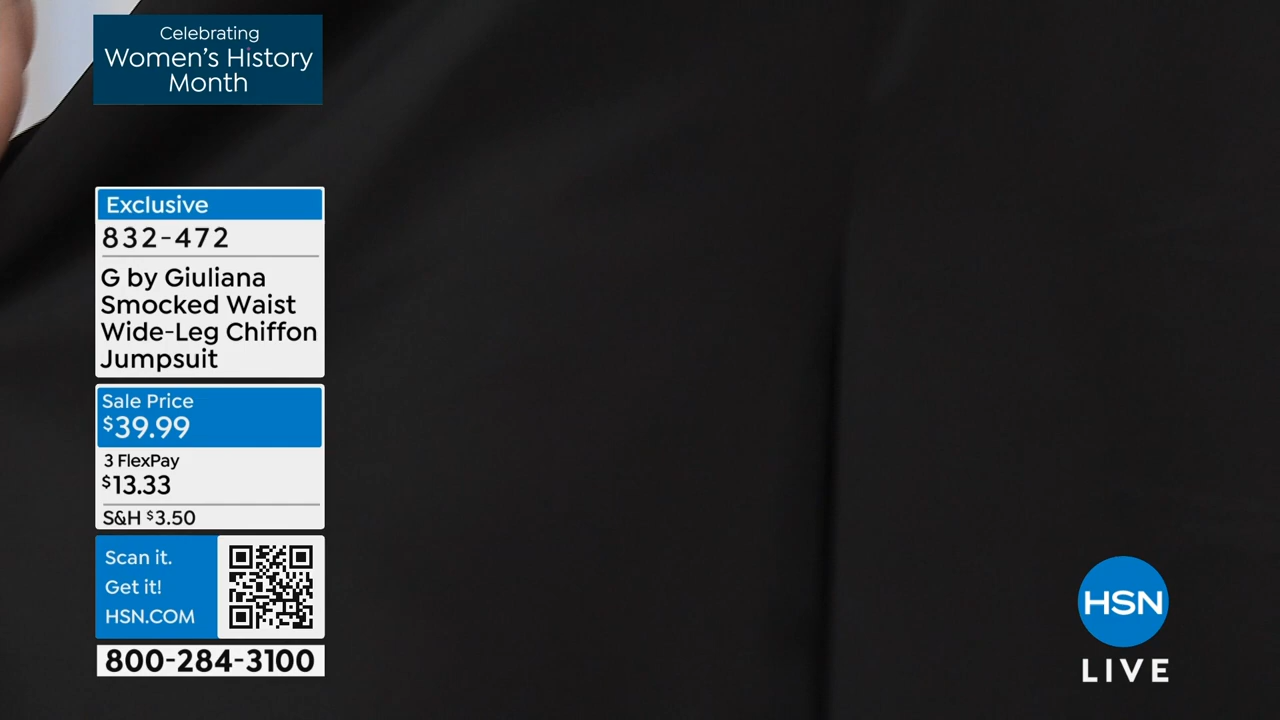 Celebrating
Women's History
Month
Exclusive
832-472
G by Giuliana
Smocked Waist
Wide-Leg Chiffon
Jumpsuit
Sale Price
$39.99
3 FlexPay
$13.33
S&H $3.50
Scan it.
Get it!
HSN.COM
800-284-3100
HSN
LIVE